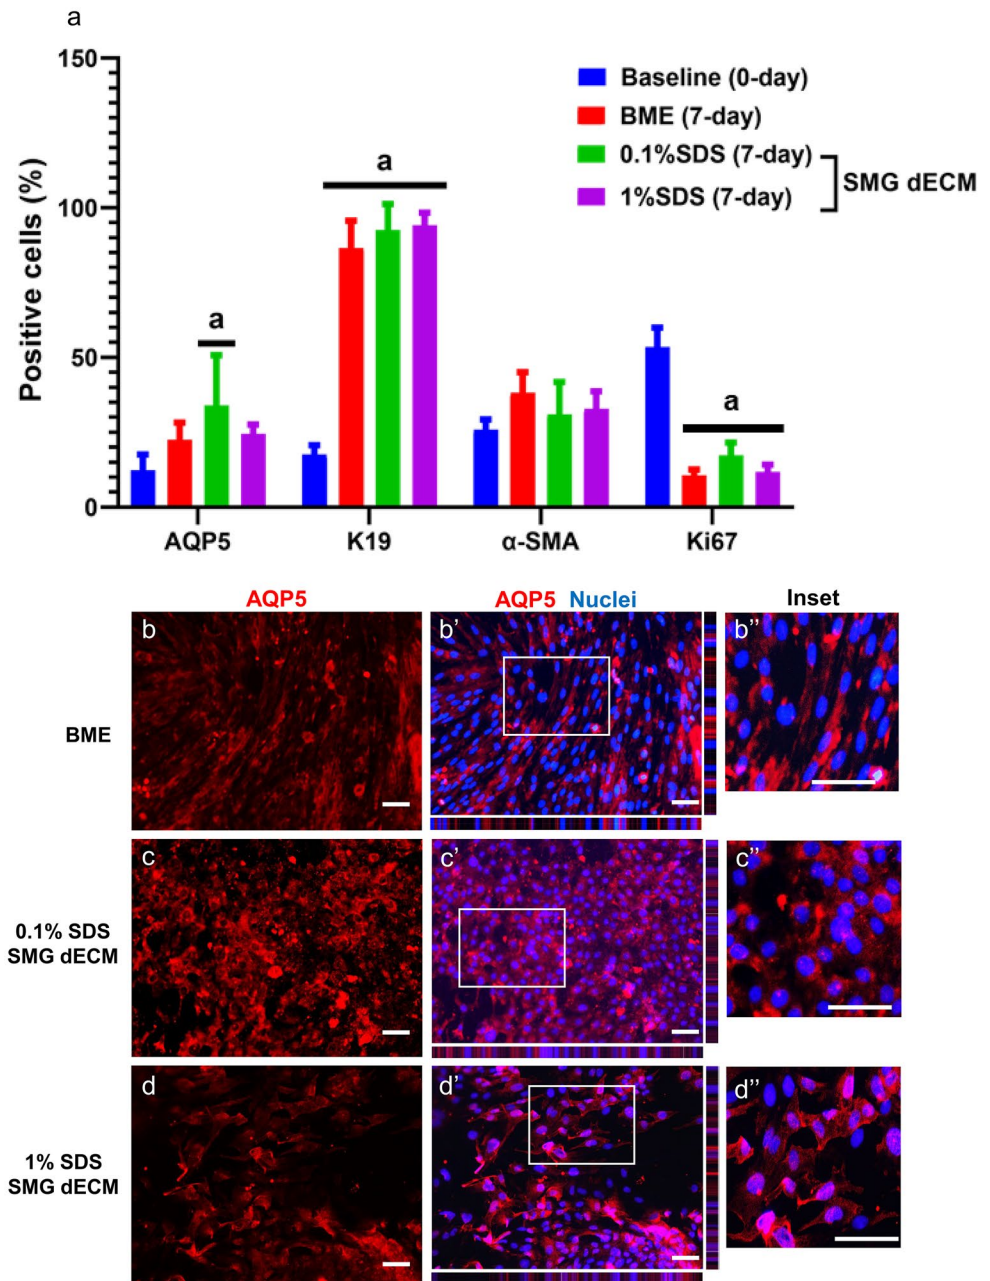 a
150
100
50
0
Positive cells (%)
Baseline (0-day)
BME (7-day)
0.1%SDS (7-day)
1%SDS (7-day)
SMG dECM
a
a
a
AQP5
K19
α-SMA
Ki67
AQP5
AQP5 Nuclei
Inset
BME
b
b’
b’’
0.1% SDS
SMG dECM
c
c’
c’’
1% SDS
SMG dECM
d
d’
d’’